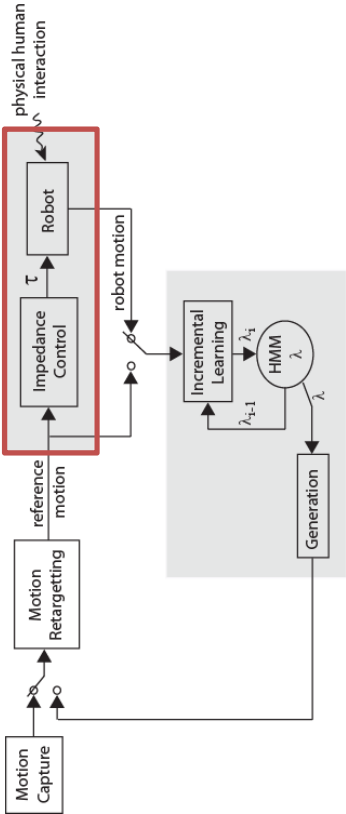 Motion
Capture
Motion
Retargetting
reference
motion
Impedance
Control
τ
Robot
physical human
interaction
robot motion
Incremental
Learning
λi-1
λi
HMM
λ
λ
Generation